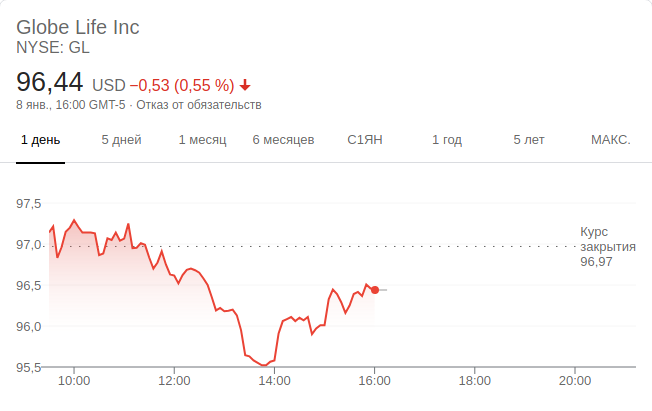 Globe Life Inc
NYSE: GL
96,44 USD −0,53 (0,55 %)
8 янв., 16:00 GMT-5 · Отказ от обязательств
1 день 5 дней 1 месяц 6 месяцев С1ЯН 1 год 5 лет МАКС.
97.5
97.0
96.5
96.0
95,5
Курс
закрытия
96,97
10:00 12:00 14:00 16:00 18:00 20:00